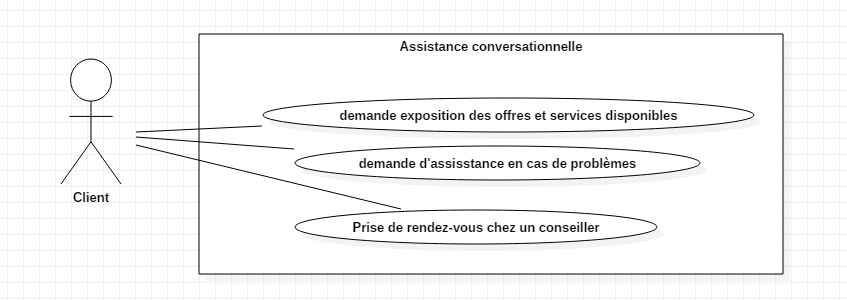 Assistance conversationnelle
demande exposition des offres et services disponibles
demande d'assisstance en cas de problèmes
Prise de rendez-vous chez un conseiller
Client